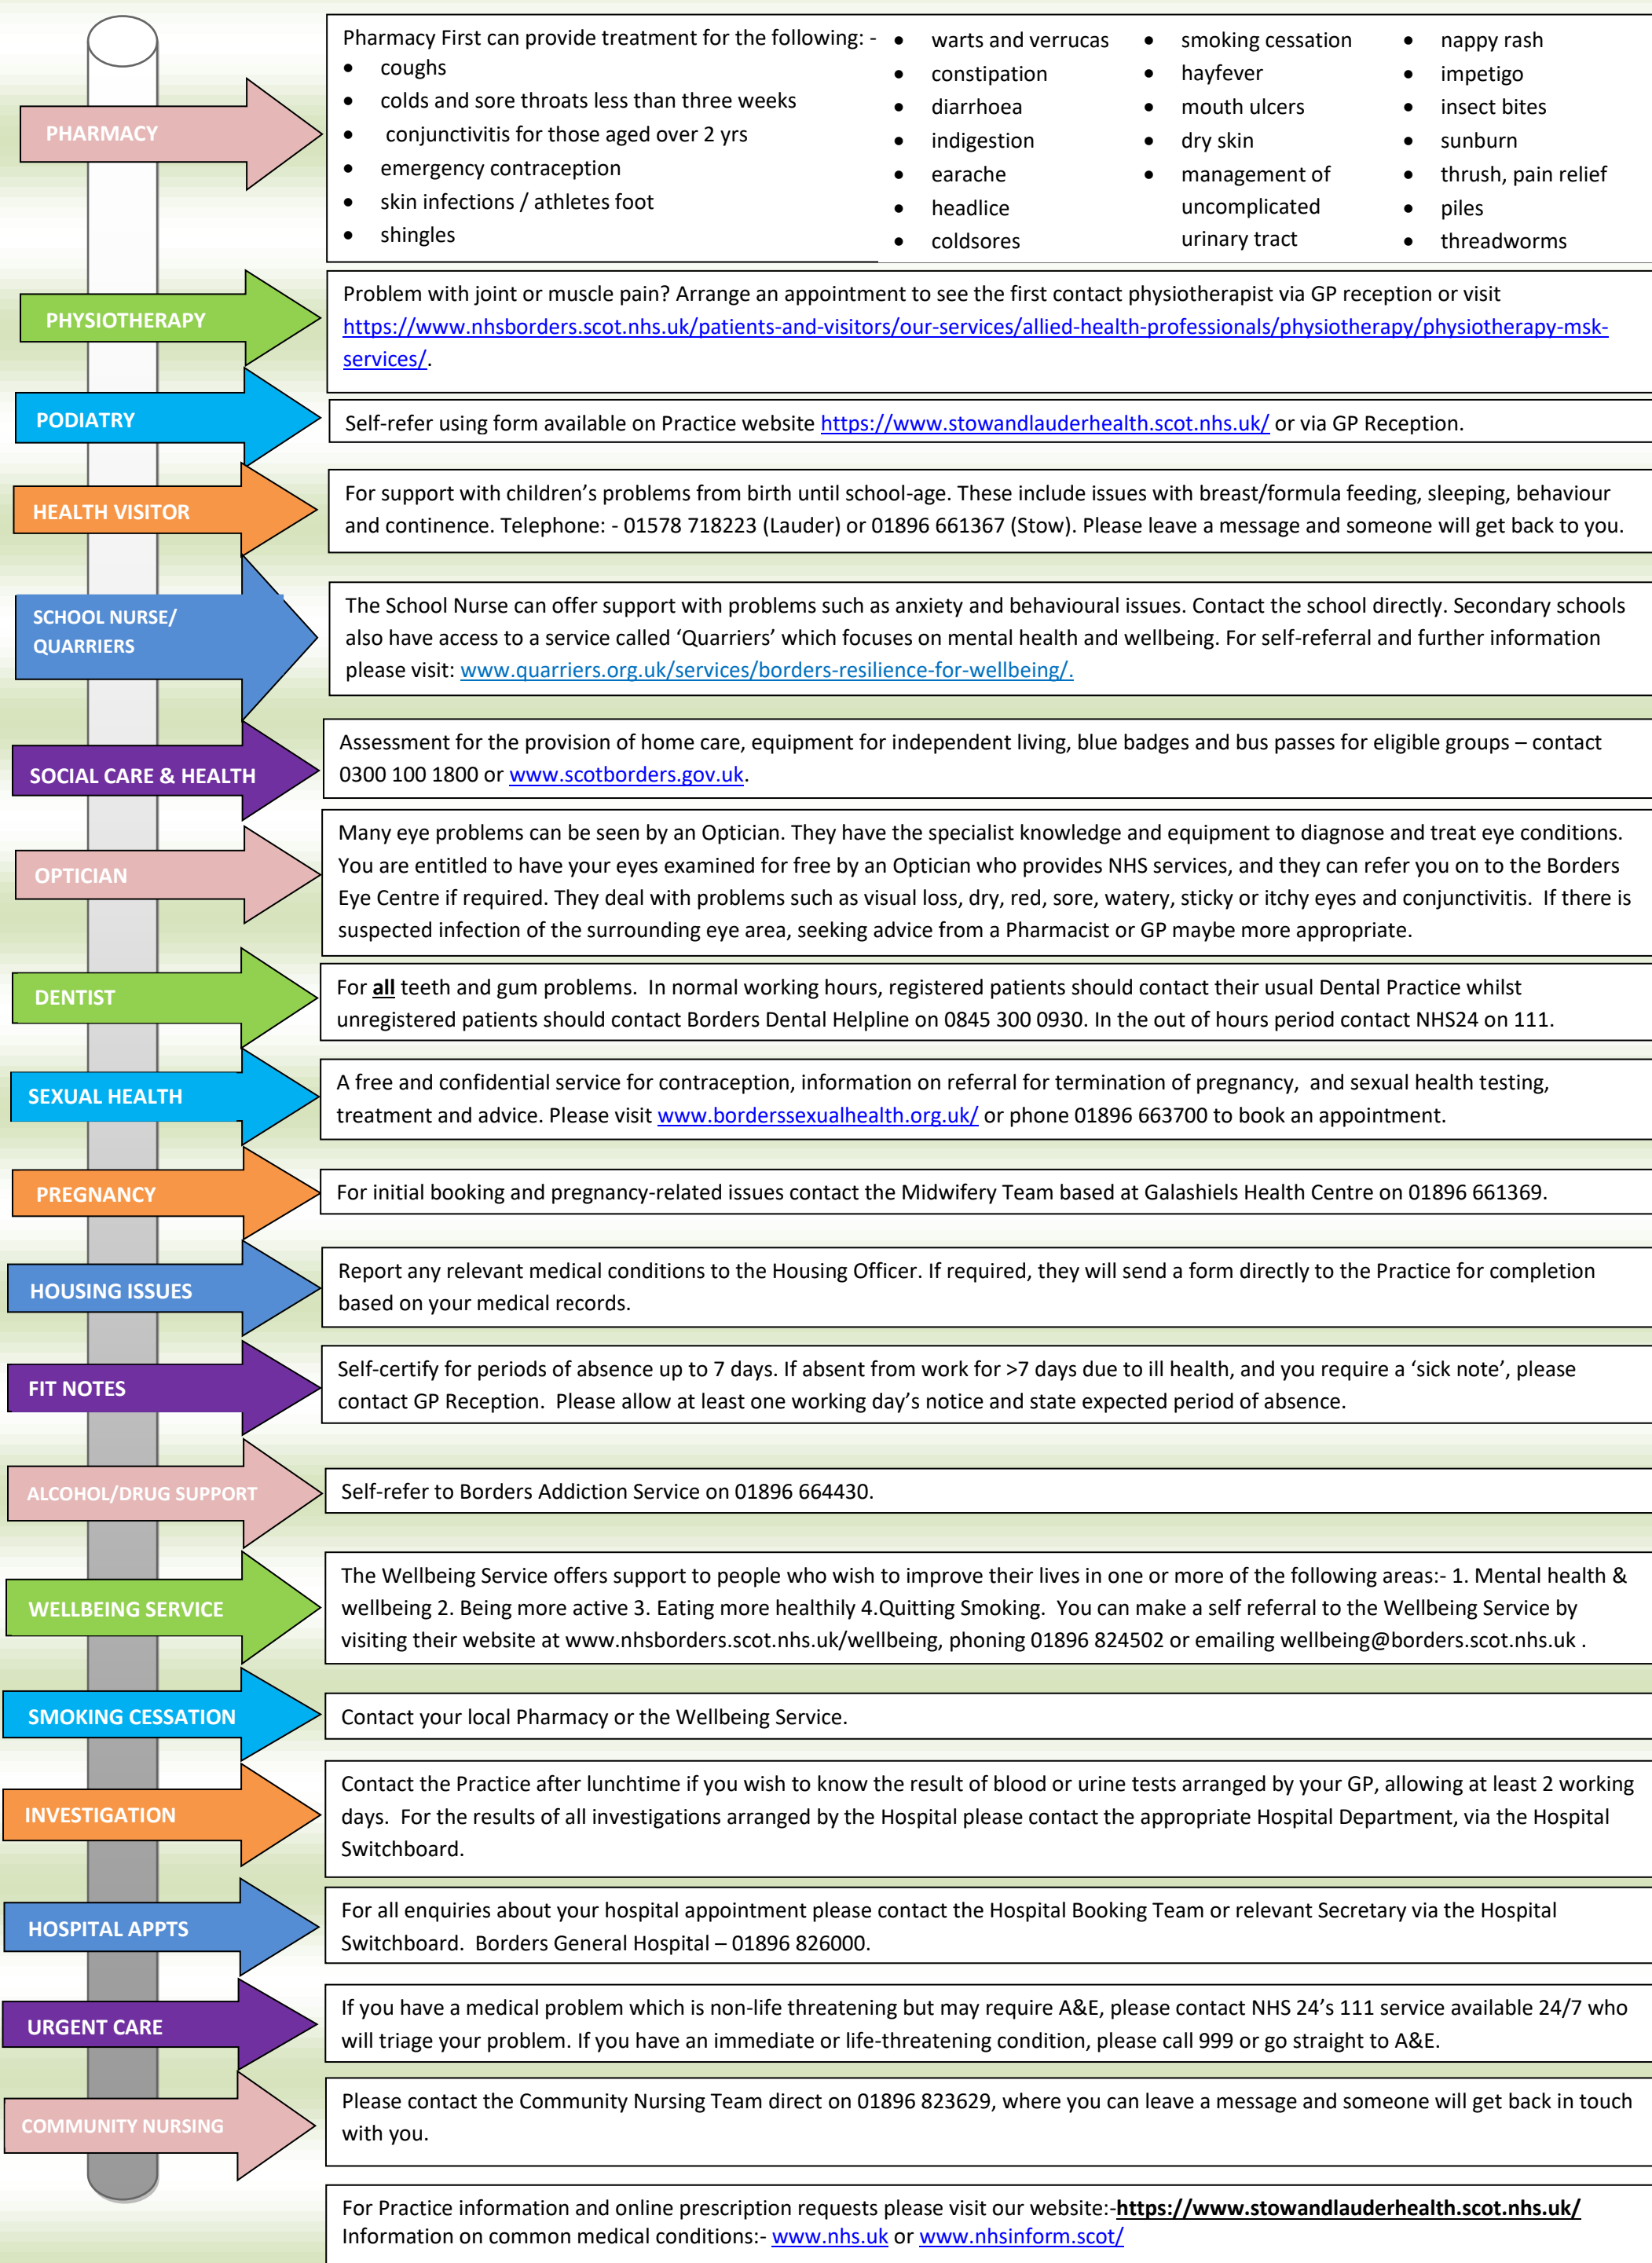 PHARMACY
Pharmacy First can provide treatment for the following: -
• coughs
• colds and sore throats less than three weeks
• conjunctivitis for those aged over 2 yrs
• emergency contraception
• skin infections / athletes foot
• shingles
• warts and verrucas
• constipation
• diarrhoea
• indigestion
• earache
• headlice
• coldsores
• smoking cessation
• hayfever
• mouth ulcers
• dry skin
• management of
uncomplicated
urinary tract
• nappy rash
• impetigo
• insect bites
• sunburn
• thrush, pain relief
• piles
• threadworms
PHYSIOTHERAPY
Problem with joint or muscle pain? Arrange an appointment to see the first contact physiotherapist via GP reception or visit
https://www.nhsborders.scot.nhs.uk/patients-and-visitors/our-services/allied-health-professionals/physiotherapy/physiotherapy-msk-
services/.
PODIATRY
Self-refer using form available on Practice website https://www.stowandlauderhealth.scot.nhs.uk/ or via GP Reception.
HEALTH VISITOR
For support with children’s problems from birth until school-age. These include issues with breast/formula feeding, sleeping, behaviour
and continence. Telephone: - 01578 718223 (Lauder) or 01896 661367 (Stow). Please leave a message and someone will get back to you.
SCHOOL NURSE/
QUARRIERS
The School Nurse can offer support with problems such as anxiety and behavioural issues. Contact the school directly. Secondary schools
also have access to a service called ‘Quarriers’ which focuses on mental health and wellbeing. For self-referral and further information
please visit: www.quarriers.org.uk/services/borders-resilience-for-wellbeing/.
SOCIAL CARE & HEALTH
Assessment for the provision of home care, equipment for independent living, blue badges and bus passes for eligible groups – contact
0300 100 1800 or www.scotborders.gov.uk.
OPTICIAN
Many eye problems can be seen by an Optician. They have the specialist knowledge and equipment to diagnose and treat eye conditions.
You are entitled to have your eyes examined for free by an Optician who provides NHS services, and they can refer you on to the Borders
Eye Centre if required. They deal with problems such as visual loss, dry, red, sore, watery, sticky or itchy eyes and conjunctivitis. If there is
suspected infection of the surrounding eye area, seeking advice from a Pharmacist or GP maybe more appropriate.
DENTIST
For all teeth and gum problems. In normal working hours, registered patients should contact their usual Dental Practice whilst
unregistered patients should contact Borders Dental Helpline on 0845 300 0930. In the out of hours period contact NHS24 on 111.
SEXUAL HEALTH
A free and confidential service for contraception, information on referral for termination of pregnancy, and sexual health testing,
treatment and advice. Please visit www.borderssexualhealth.org.uk/ or phone 01896 663700 to book an appointment.
PREGNANCY
For initial booking and pregnancy-related issues contact the Midwifery Team based at Galashiels Health Centre on 01896 661369.
HOUSING ISSUES
Report any relevant medical conditions to the Housing Officer. If required, they will send a form directly to the Practice for completion
based on your medical records.
FIT NOTES
Self-certify for periods of absence up to 7 days. If absent from work for >7 days due to ill health, and you require a ‘sick note’, please
contact GP Reception. Please allow at least one working day’s notice and state expected period of absence.
ALCOHOL/DRUG SUPPORT
Self-refer to Borders Addiction Service on 01896 664430.
WELLBEING SERVICE
The Wellbeing Service offers support to people who wish to improve their lives in one or more of the following areas:- 1. Mental health &
wellbeing 2. Being more active 3. Eating more healthily 4.Quitting Smoking. You can make a self referral to the Wellbeing Service by
visiting their website at www.nhsborders.scot.nhs.uk/wellbeing, phoning 01896 824502 or emailing wellbeing@borders.scot.nhs.uk .
SMOKING CESSATION
Contact your local Pharmacy or the Wellbeing Service.
INVESTIGATION
Contact the Practice after lunchtime if you wish to know the result of blood or urine tests arranged by your GP, allowing at least 2 working
days. For the results of all investigations arranged by the Hospital please contact the appropriate Hospital Department, via the Hospital
Switchboard.
HOSPITAL APPTS
For all enquiries about your hospital appointment please contact the Hospital Booking Team or relevant Secretary via the Hospital
Switchboard. Borders General Hospital – 01896 826000.
URGENT CARE
If you have a medical problem which is non-life threatening but may require A&E, please contact NHS 24’s 111 service available 24/7 who
will triage your problem. If you have an immediate or life-threatening condition, please call 999 or go straight to A&E.
COMMUNITY NURSING
Please contact the Community Nursing Team direct on 01896 823629, where you can leave a message and someone will get back in touch
with you.
For Practice information and online prescription requests please visit our website:-https://www.stowandlauderhealth.scot.nhs.uk/
Information on common medical conditions:- www.nhs.uk or www.nhsinform.scot/